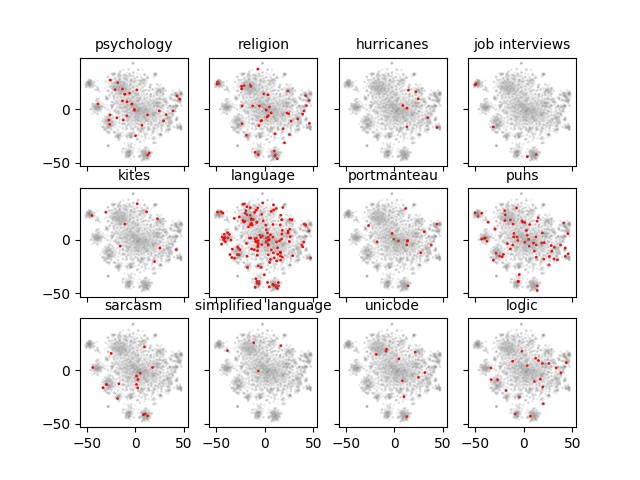 psychology religion hurricanes job interviews
0
−50
kites language portmanteau puns
0
−50
sarcasm simplified language unicode logic
0
−50
−50 0 50 −50 0 50 −50 0 50 −50 0 50